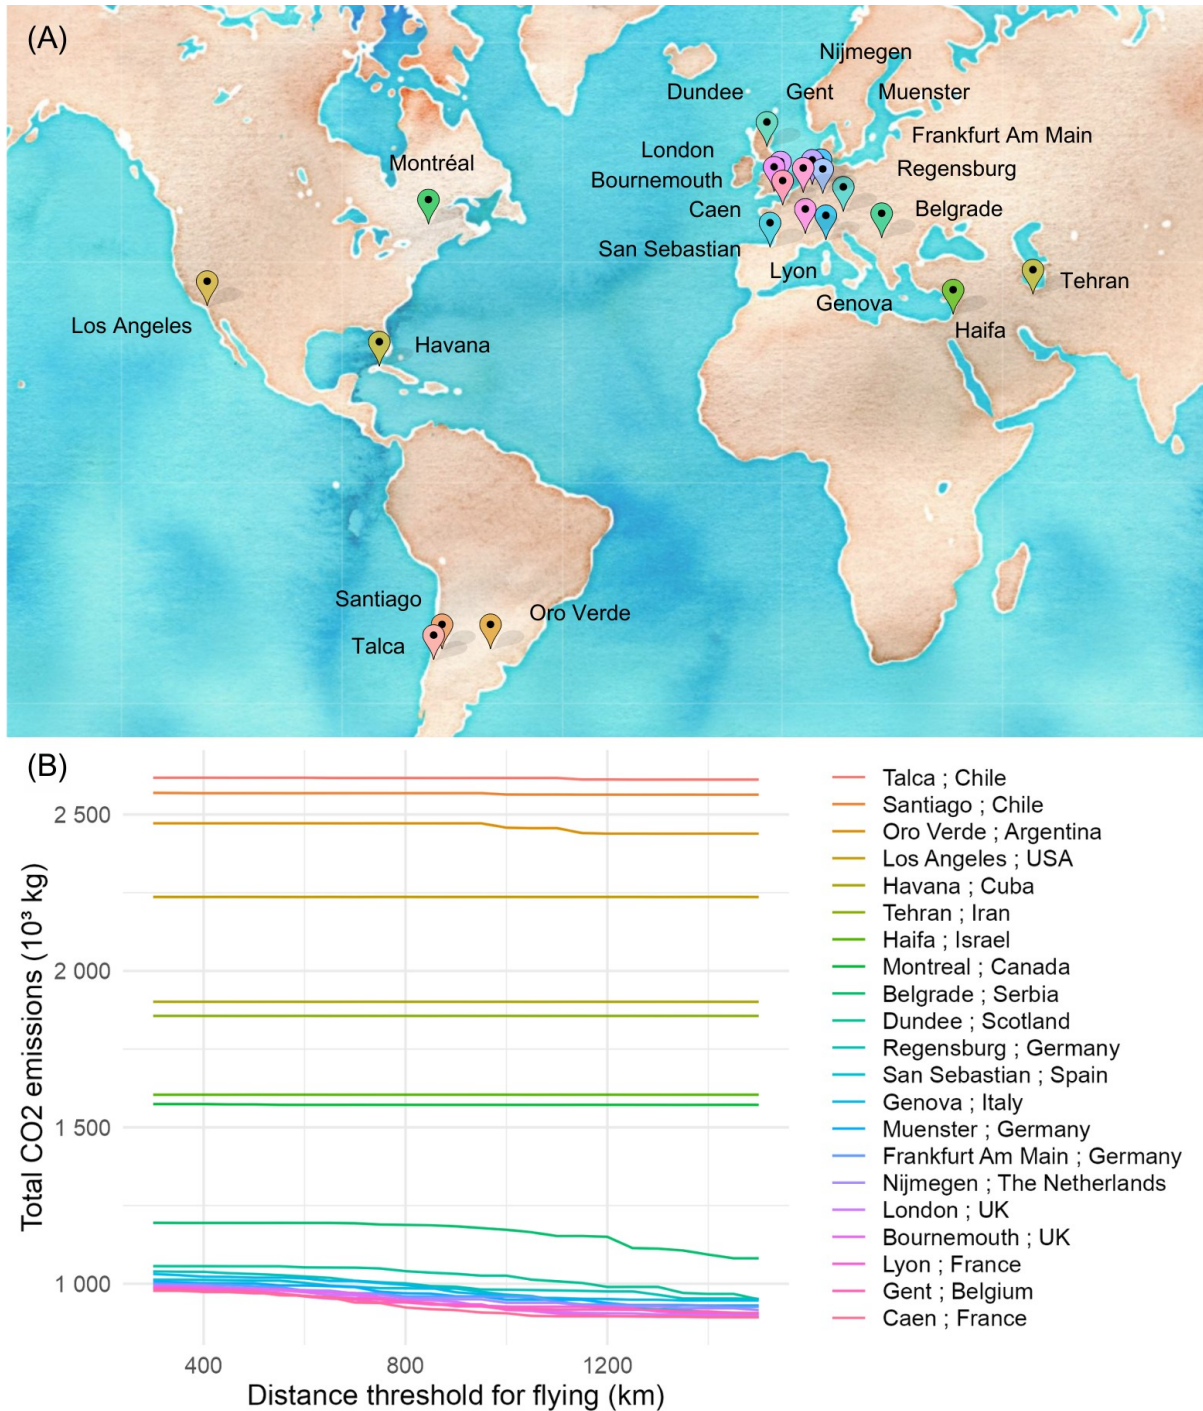 (A)
Nijmegen
Dundee
Gent
Muenster
Frankfurt Am Main
London
Montréal
Bournemouth
Regensburg
Caen
Belgrade
San Sebastian
Lyon
Tehran
Genova
Los Angeles
Haifa
Havana
Santiago
Oro Verde
Talca
(B)
Total CO2 emissions (10³ kg)
2 500
2 000
1 500
1 000
400
800
1200
Distance threshold for flying (km)
Talca ; Chile
Santiago ; Chile
Oro Verde ; Argentina
Los Angeles ; USA
Havana ; Cuba
Tehran ; Iran
Haifa ; Israel
Montreal ; Canada
Belgrade ; Serbia
Dundee ; Scotland
Regensburg ; Germany
San Sebastian ; Spain
Genova ; Italy
Muenster ; Germany
Frankfurt Am Main ; Germany
Nijmegen ; The Netherlands
London ; UK
Bournemouth ; UK
Lyon ; France
Gent ; Belgium
Caen ; France